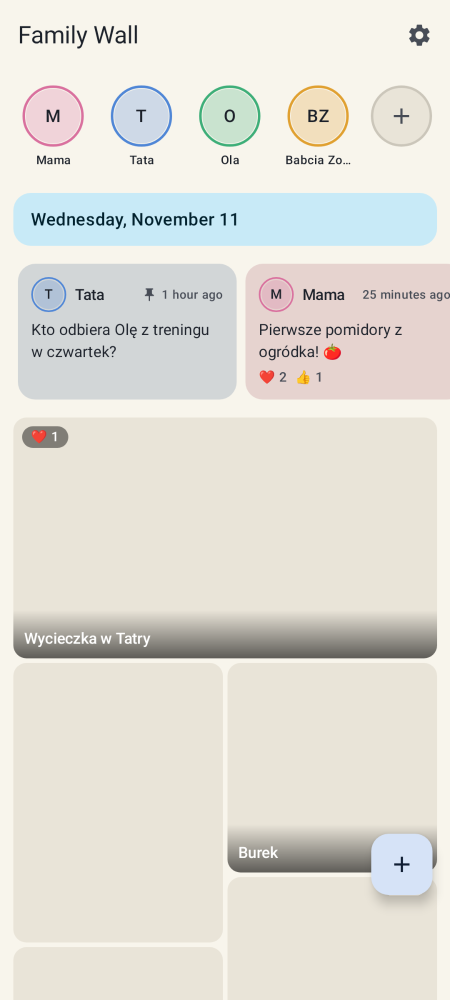 Family Wall
M
T
O
BZ
+
Mama
Tata
Ola
Babcia Zo...
Wednesday, November 11
T
Tata
1 hour ago
Kto odbiera Olę z treningu
w czwartek?
M
Mama
25 minutes ago
Pierwsze pomidory z
ogródka! 🍅
❤️ 2 👍 1
❤️ 1
Wycieczka w Tatry
Burek
+